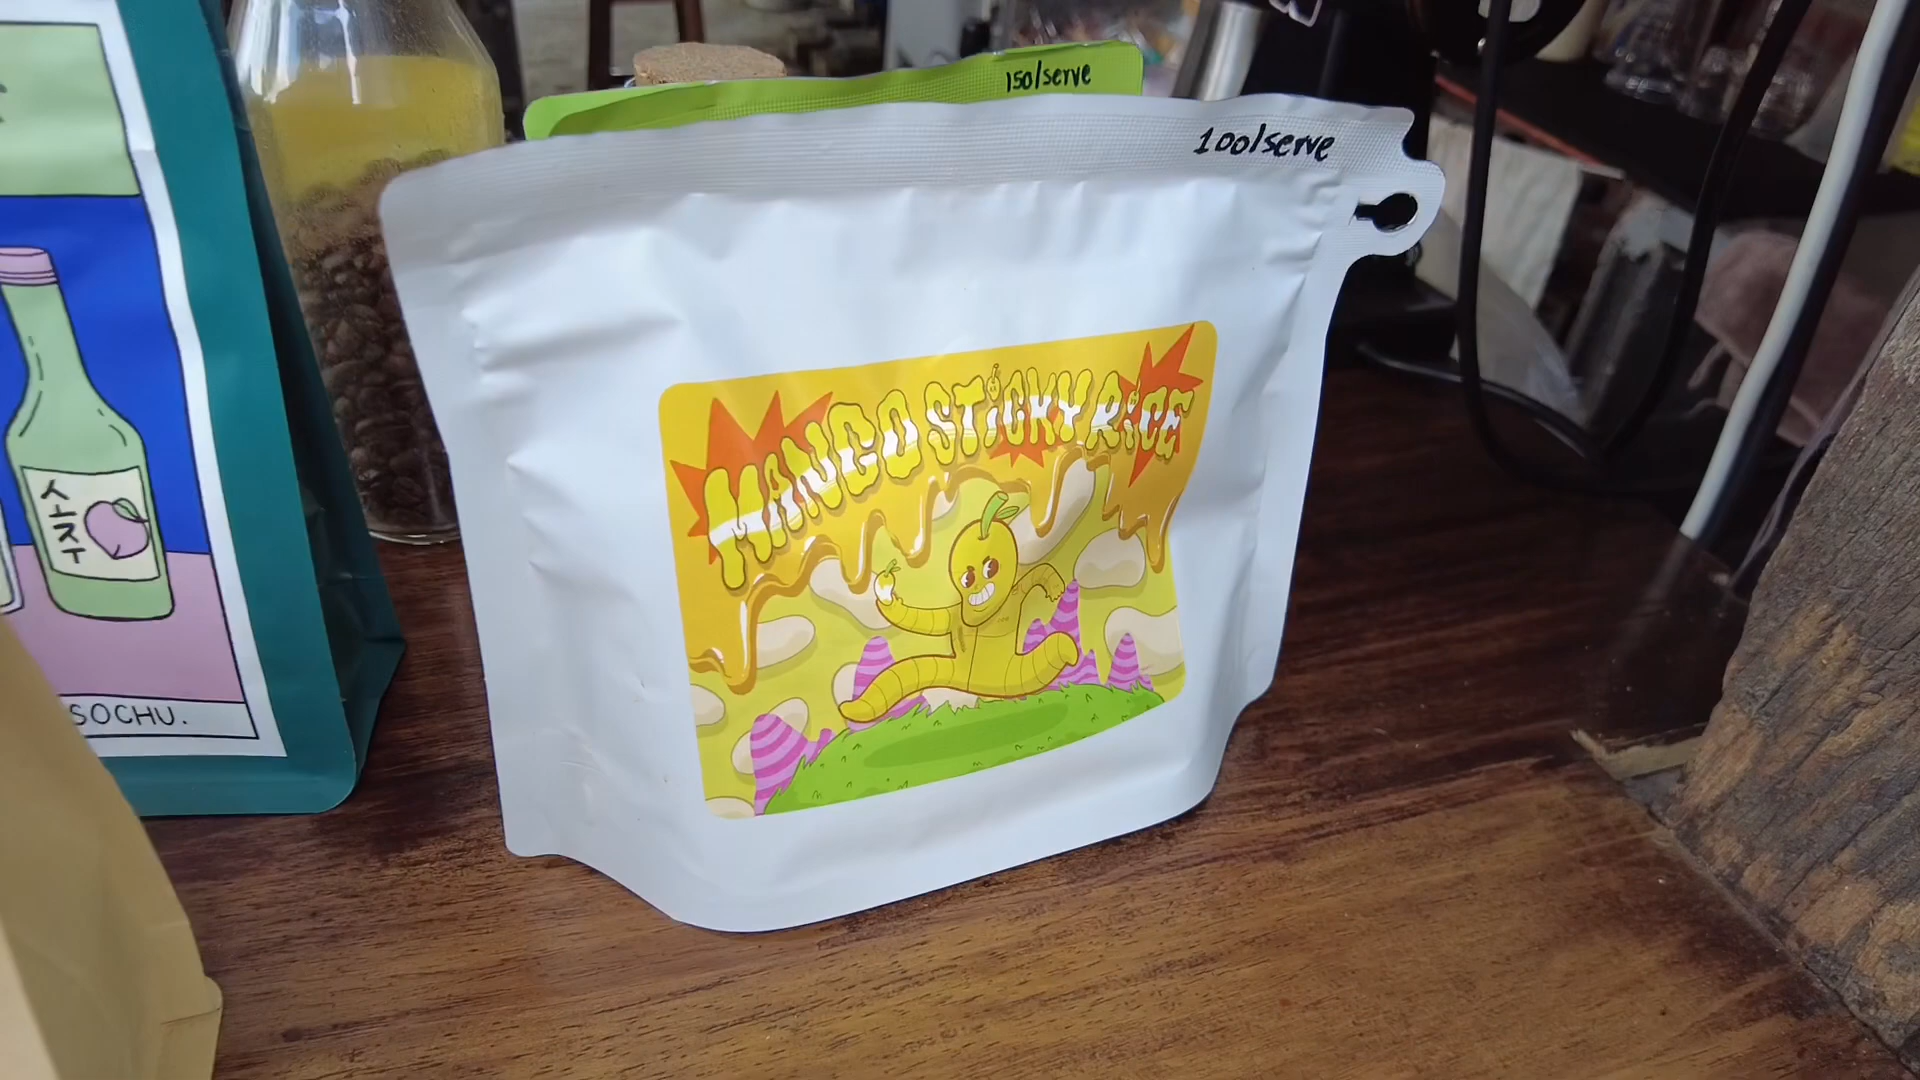 150/serve
100/serve
MANGO STiCKY RiCE
소주
SOCHU.